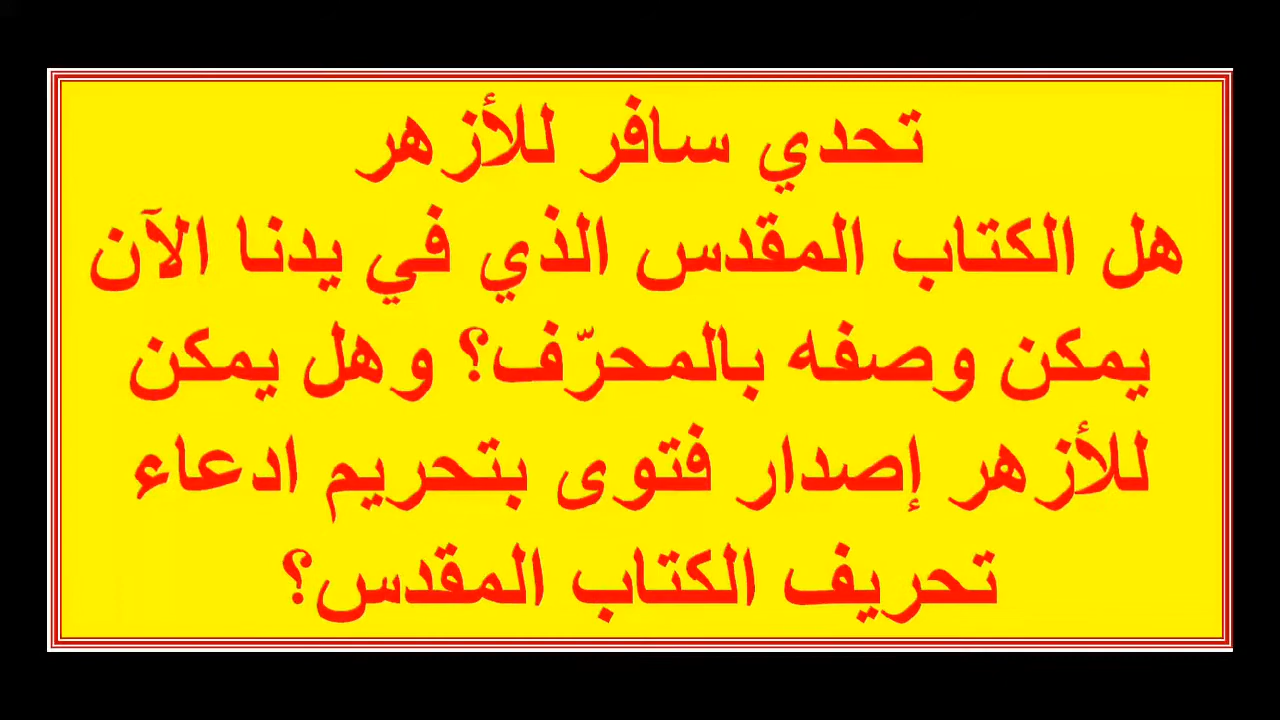 تحدي سافر للأزهر
هل الكتاب المقدس الذي في يدنا الآن
يمكن وصفه بالمحرّف؟ وهل يمكن
للأزهر إصدار فتوى بتحريم ادعاء
تحريف الكتاب المقدس؟